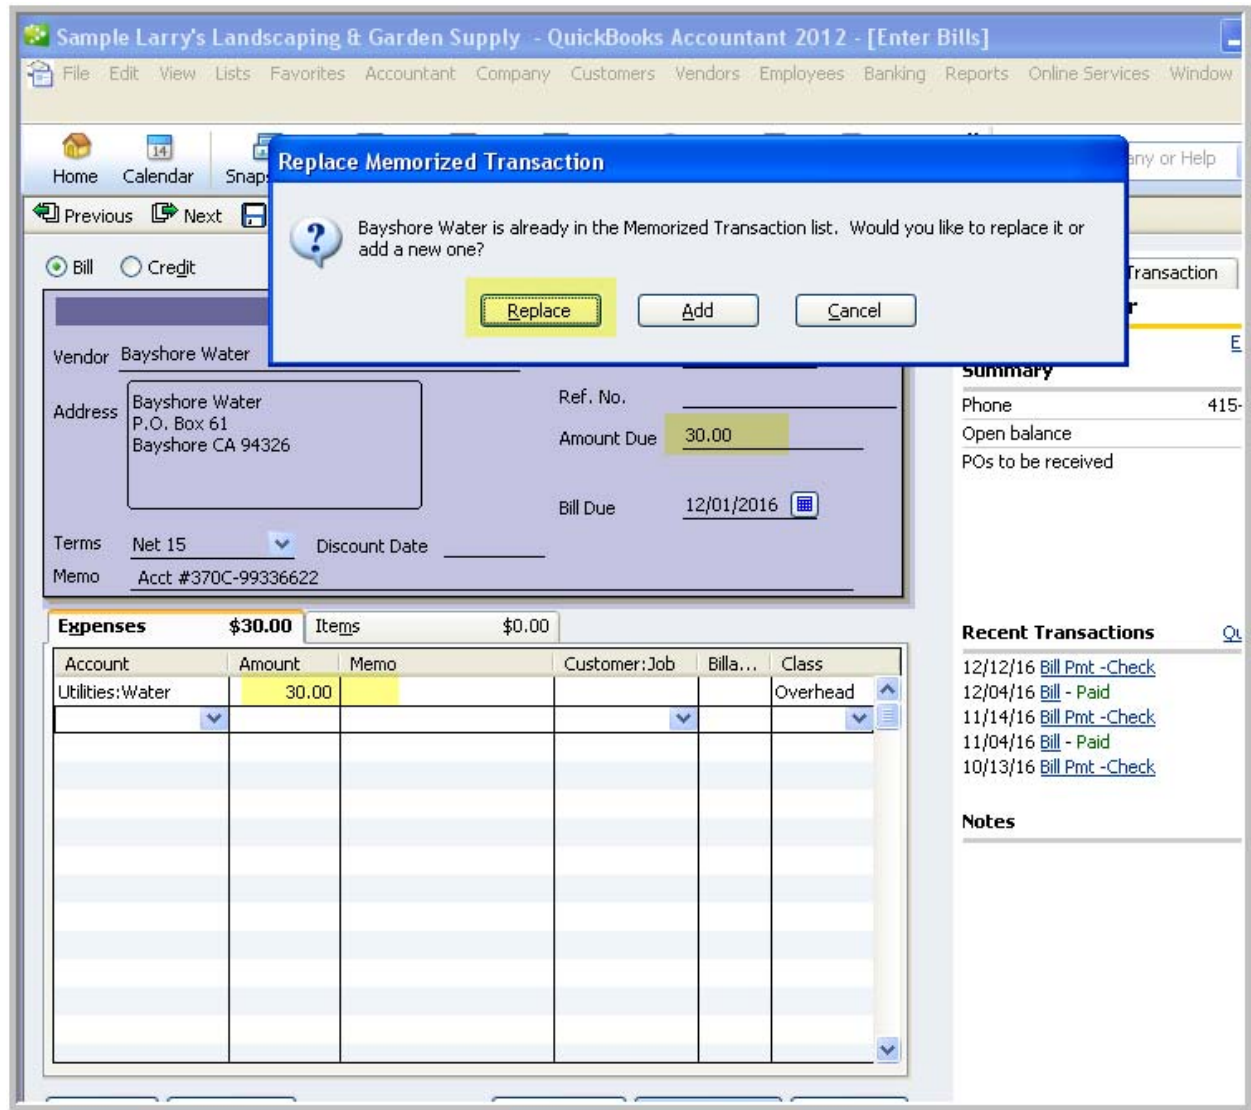 Sample Larry's Landscaping & Garden Supply - QuickBooks Accountant 2012 - [Enter Bills]
File Edit View Lists Favorites Accountant Company Customers Vendors Employees Banking Reports Online Services Window
14
Home Calendar
any or Help
Replace Memorized Transaction
Previous Next
Bayshore Water is already in the Memorized Transaction list. Would you like to replace it or
add a new one?
Replace Add Cancel
Bill Credit
Transaction
Vendor Bayshore Water
Summary
Address Bayshore Water
P.O. Box 61
Bayshore CA 94326
Ref. No.
Amount Due 30.00
Bill Due 12/01/2016
Phone 415-
Open balance
POs to be received
Terms Net 15 Discount Date
Memo Acct #370C-99336622
Expenses $30.00 Items $0.00
Account Amount Memo Customer:Job Billa... Class
Utilities:Water 30.00 Overhead
Recent Transactions
12/12/16 Bill Pmt -Check
12/04/16 Bill - Paid
11/14/16 Bill Pmt -Check
11/04/16 Bill - Paid
10/13/16 Bill Pmt -Check
Notes